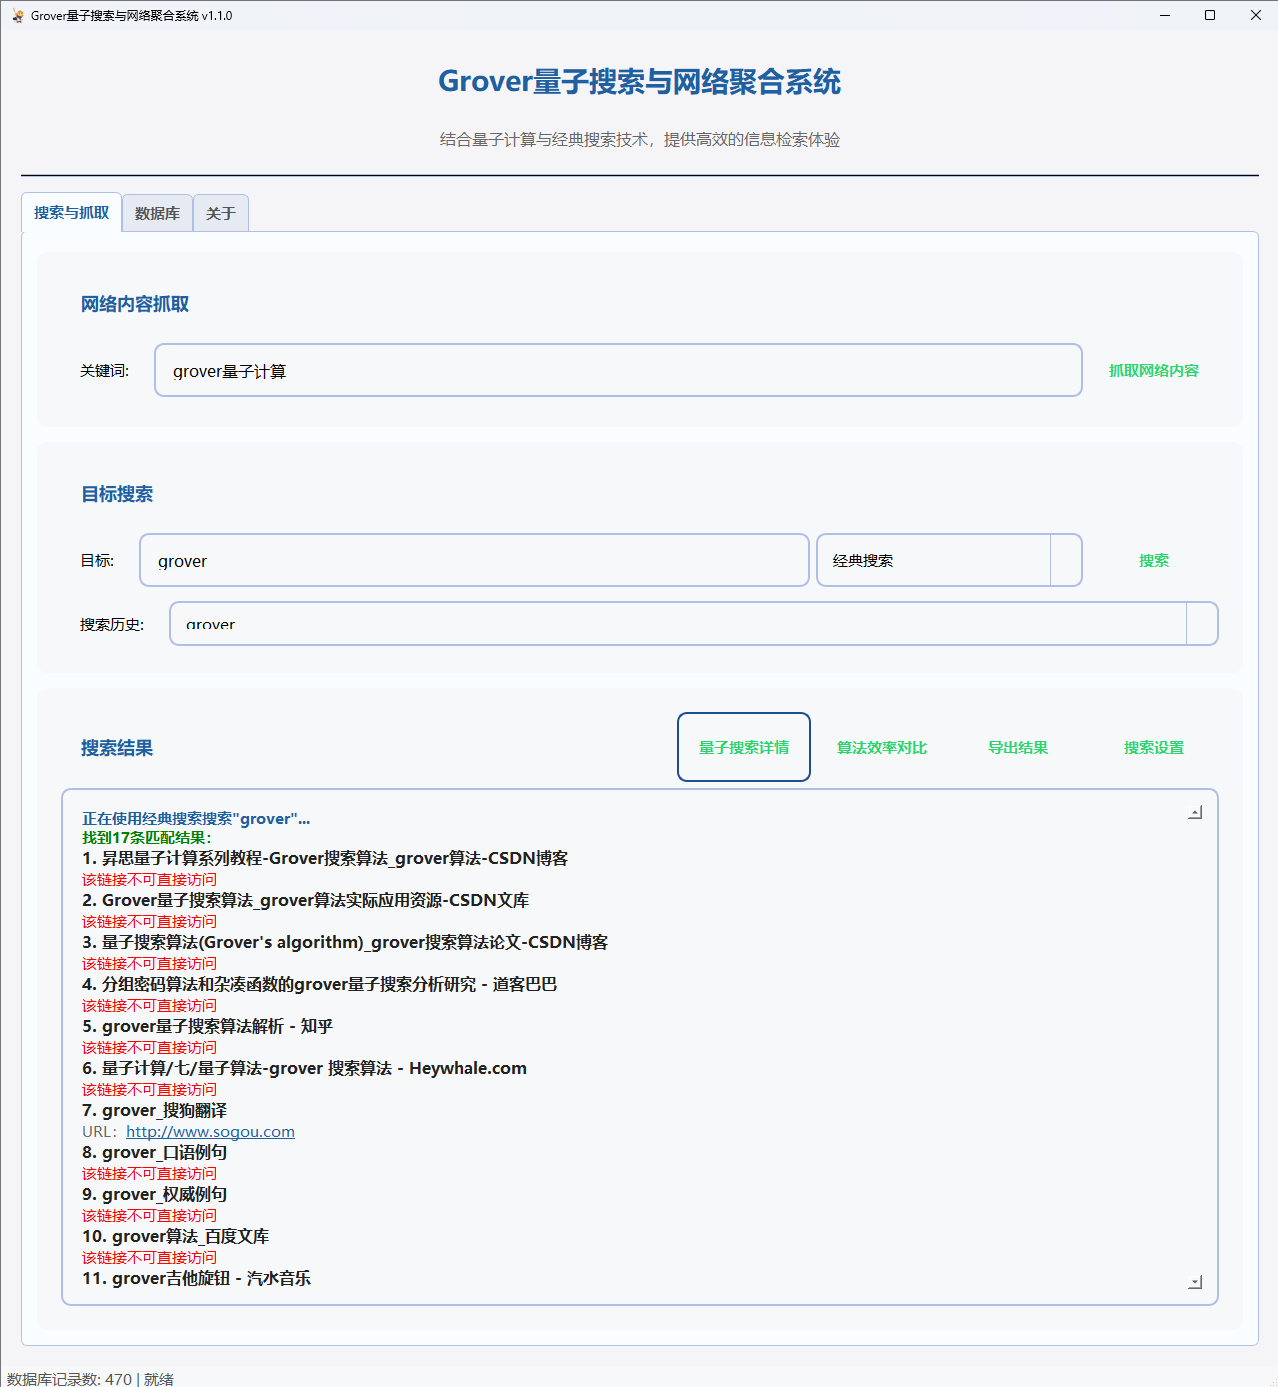 Grover量子搜索与网络聚合系统 v1.1.0
Grover量子搜索与网络聚合系统
结合量子计算与经典搜索技术，提供高效的信息检索体验
搜索与抓取 数据库 关于
网络内容抓取
关键词: grover量子计算 抓取网络内容
目标搜索
目标: grover 经典搜索 搜索
搜索历史: grover
搜索结果 量子搜索详情 算法效率对比 导出结果 搜索设置
正在使用经典搜索搜索"grover"...
找到17条匹配结果：
1. 昇思量子计算系列教程-Grover搜索算法_grover算法-CSDN博客
该链接不可直接访问
2. Grover量子搜索算法_grover算法实际应用资源-CSDN文库
该链接不可直接访问
3. 量子搜索算法(Grover's algorithm)_grover搜索算法论文-CSDN博客
该链接不可直接访问
4. 分组密码算法和杂凑函数的grover量子搜索分析研究 - 道客巴巴
该链接不可直接访问
5. grover量子搜索算法解析 - 知乎
该链接不可直接访问
6. 量子计算/七/量子算法-grover 搜索算法 - Heywhale.com
该链接不可直接访问
7. grover_搜狗翻译
URL：http://www.sogou.com
8. grover_口语例句
该链接不可直接访问
9. grover_权威例句
该链接不可直接访问
10. grover算法_百度文库
该链接不可直接访问
11. grover吉他旋钮 - 汽水音乐
数据库记录数: 470 | 就绪